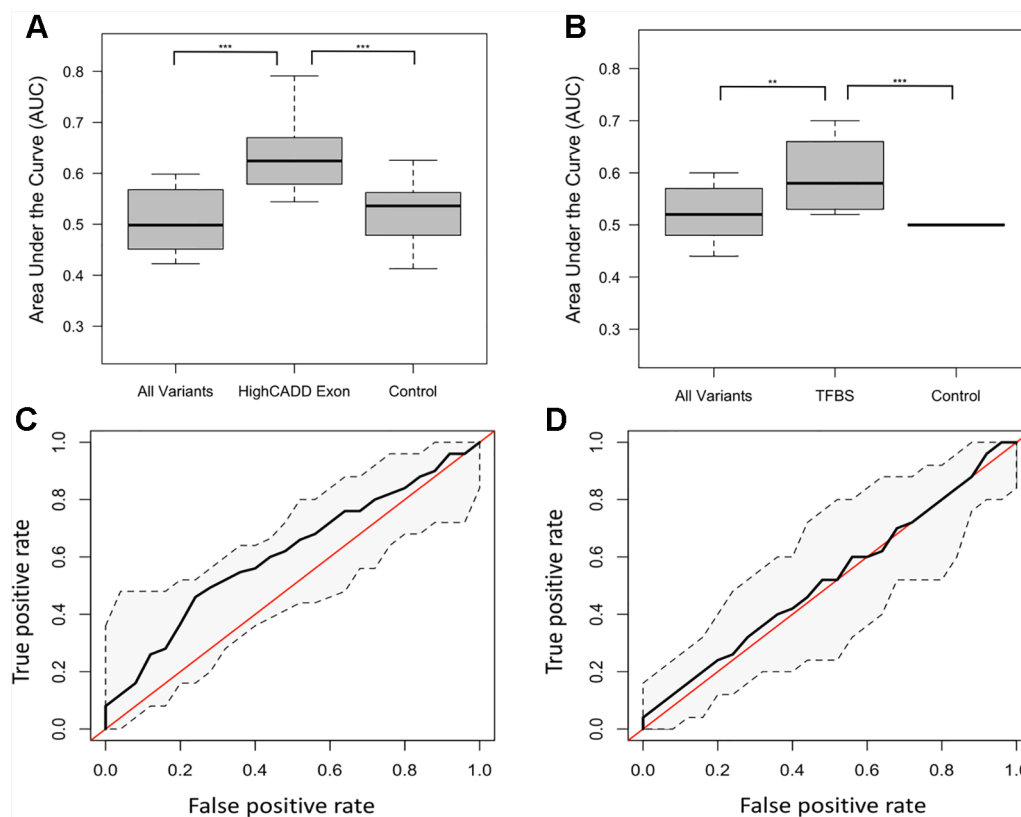 A
Area Under the Curve (AUC)
0.8
0.7
0.6
0.5
0.4
0.3
***
***
All Variants
HighCADD Exon
Control
B
Area Under the Curve (AUC)
0.8
0.7
0.6
0.5
0.4
0.3
**
***
All Variants
TFBS
Control
C
True positive rate
1.0
0.8
0.6
0.4
0.2
0.0
0.0 0.2 0.4 0.6 0.8 1.0
False positive rate
D
True positive rate
1.0
0.8
0.6
0.4
0.2
0.0
0.0 0.2 0.4 0.6 0.8 1.0
False positive rate